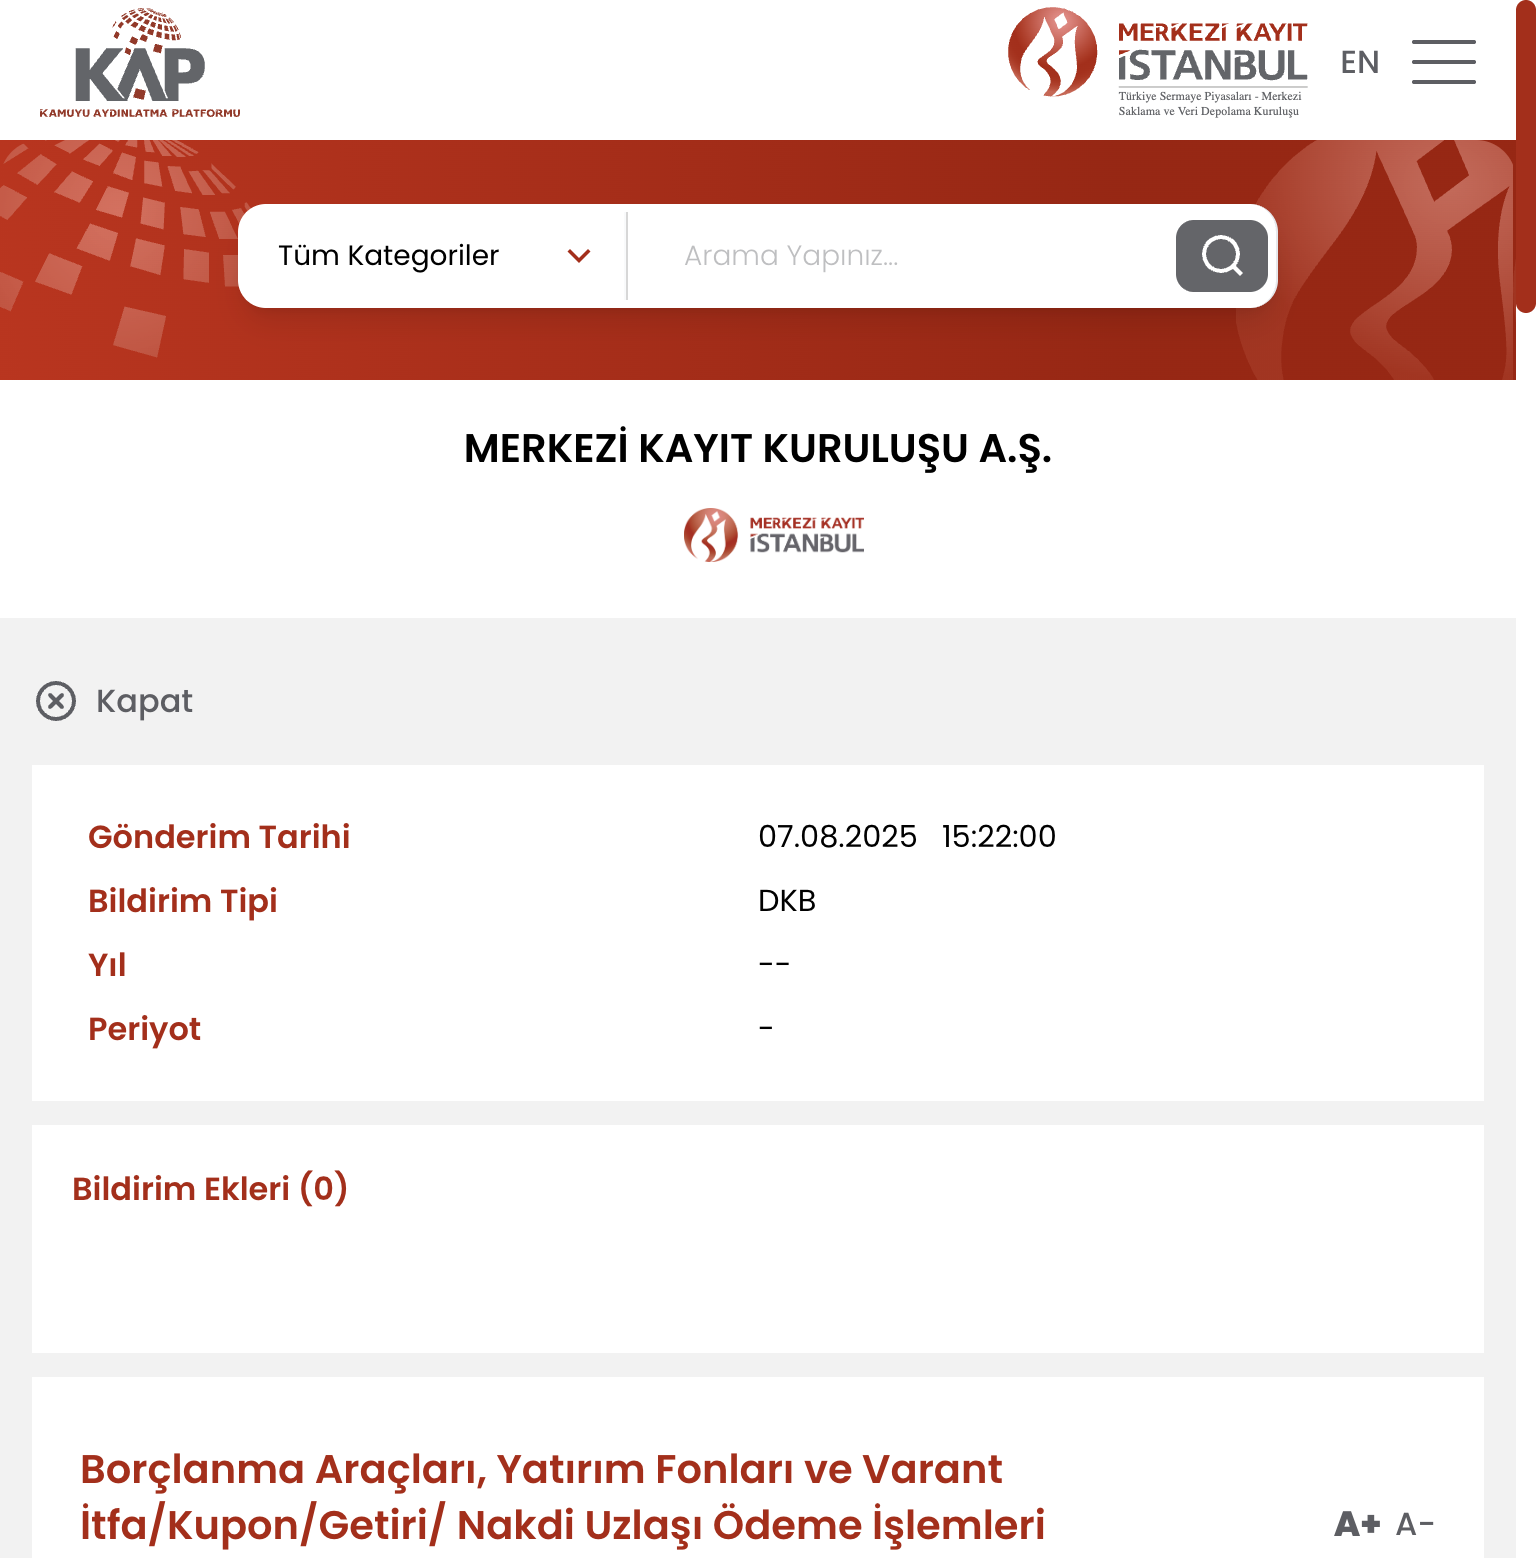 KAP
KAMUYU AYDINLATMA PLATFORMU
MERKEZİ KAYIT
İSTANBUL
Türkiye Sermaye Piyasaları - Merkezi
Saklama ve Veri Depolama Kuruluşu
EN
Tüm Kategoriler
Arama Yapınız...
MERKEZİ KAYIT KURULUŞU A.Ş.
MERKEZİ KAYIT
İSTANBUL
Kapat
Gönderim Tarihi 07.08.2025 15:22:00
Bildirim Tipi DKB
Yıl --
Periyot -
Bildirim Ekleri (0)
Borçlanma Araçları, Yatırım Fonları ve Varant
İtfa/Kupon/Getiri/ Nakdi Uzlaşı Ödeme İşlemleri
A+ A-